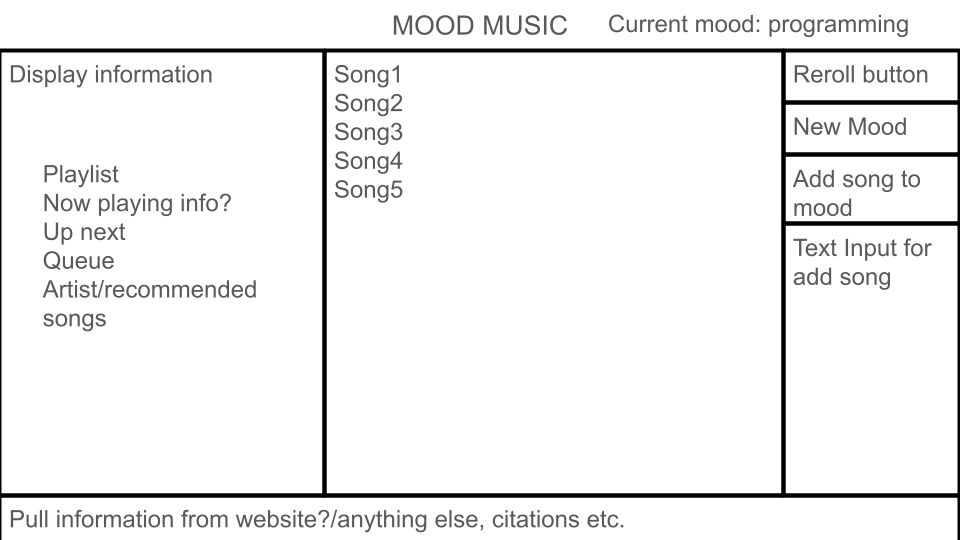 MOOD MUSIC
Current mood: programming
Display information
Playlist
Now playing info?
Up next
Queue
Artist/recommended
songs
Song1
Song2
Song3
Song4
Song5
Reroll button
New Mood
Add song to
mood
Text Input for
add song
Pull information from website?/anything else, citations etc.